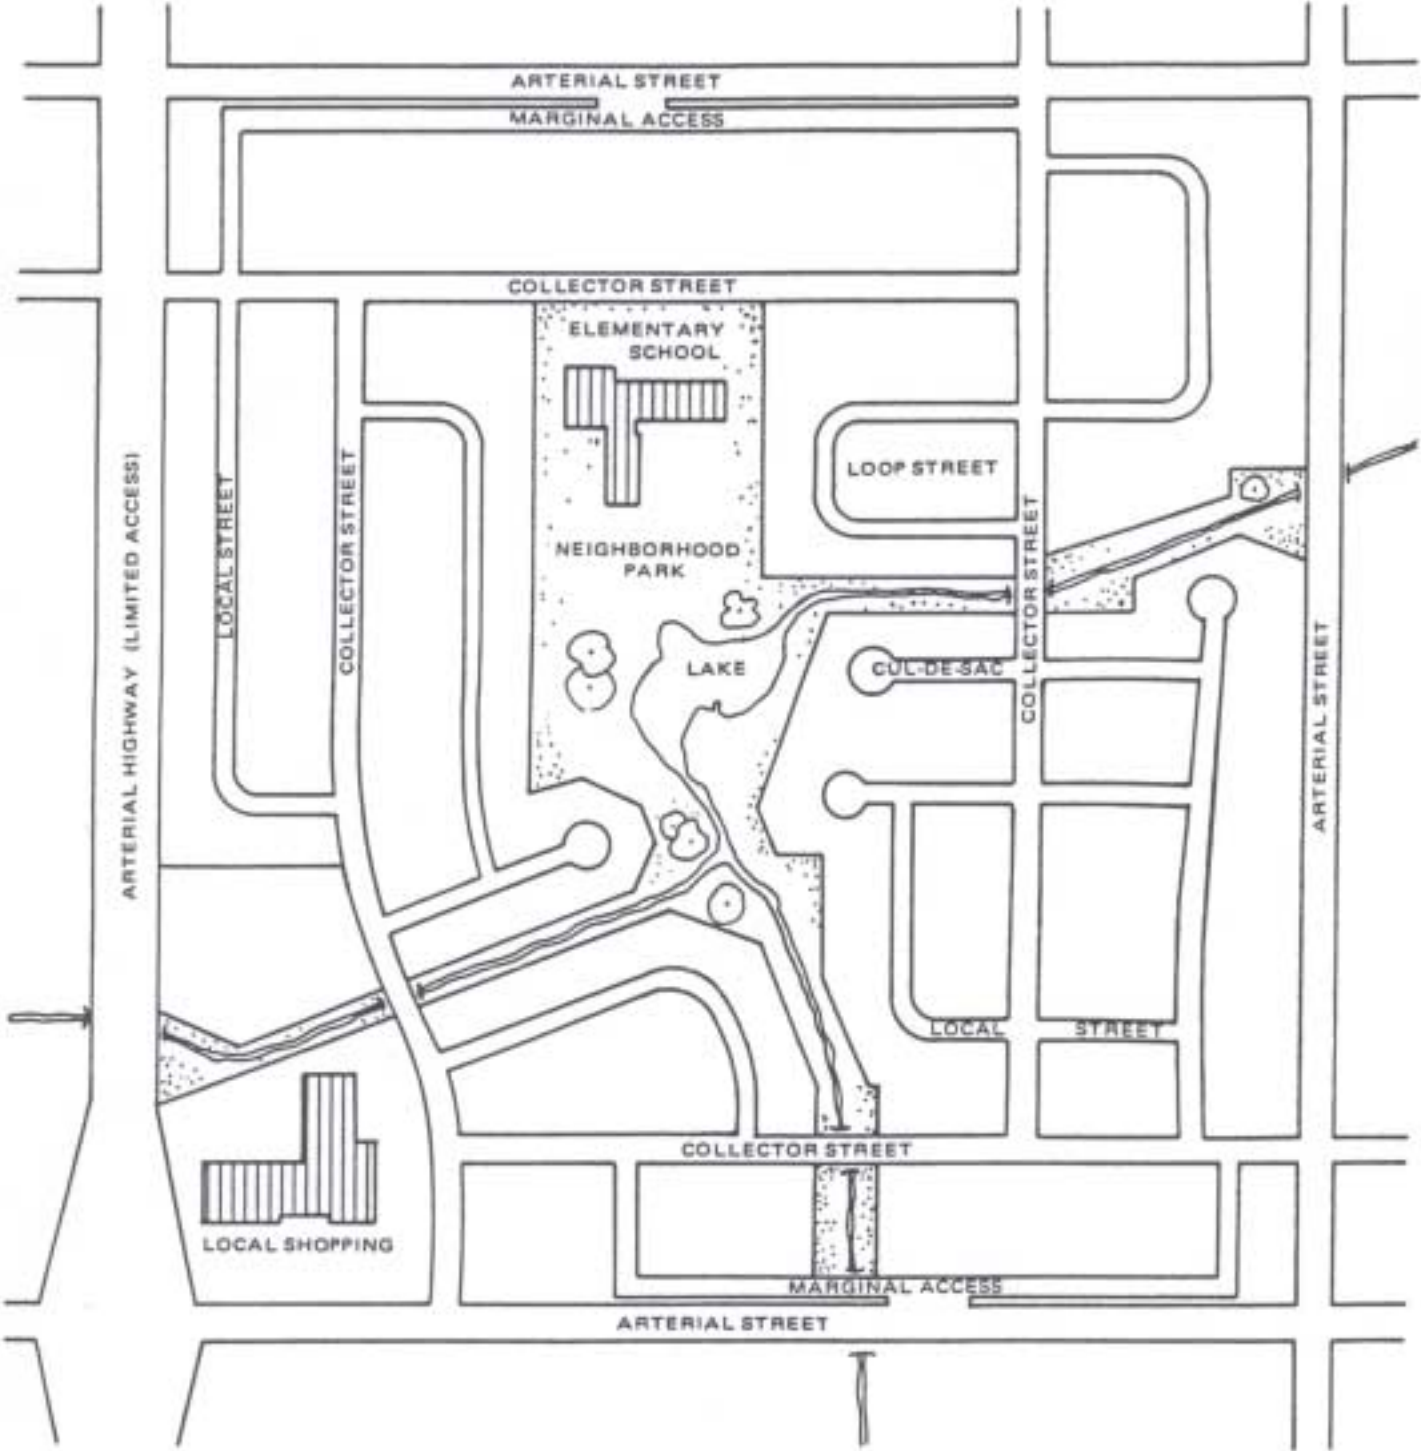 ARTERIAL STREET
MARGINAL ACCESS
COLLECTOR STREET
ELEMENTARY
SCHOOL
LOOP STREET
ARTERIAL HIGHWAY (LIMITED ACCESS)
LOCAL STREET
COLLECTOR STREET
NEIGHBORHOOD
PARK
COLLECTOR STREET
LAKE
CUL-DE-SAC
ARTERIAL STREET
LOCAL STREET
COLLECTOR STREET
LOCAL SHOPPING
MARGINAL ACCESS
ARTERIAL STREET